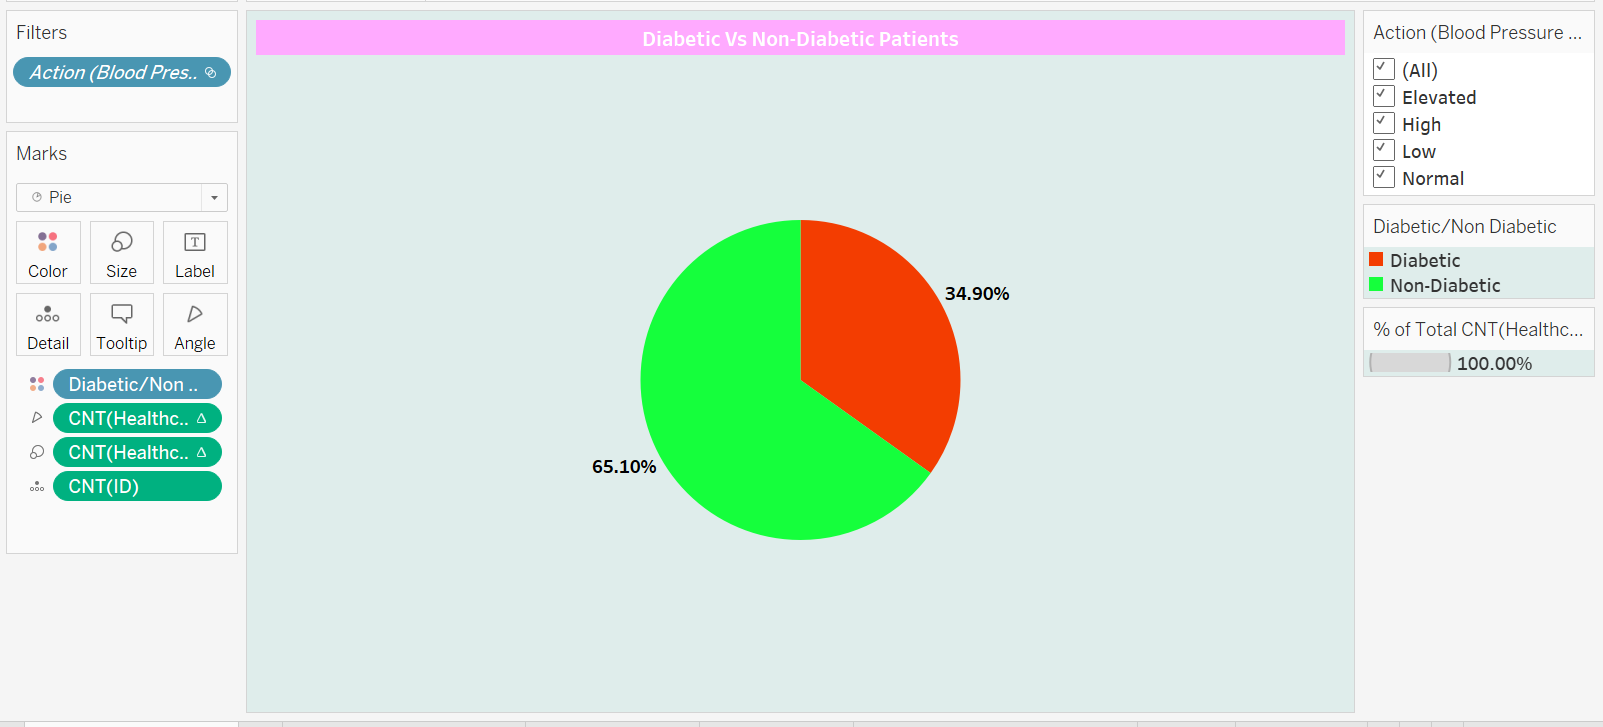 Filters
Action (Blood Pres..
Marks
Pie
Color
Size
Label
Detail
Tooltip
Angle
Diabetic/Non ..
CNT(Healthc..
CNT(Healthc..
CNT(ID)
Diabetic Vs Non-Diabetic Patients
34.90%
65.10%
Action (Blood Pressure ...
(All)
Elevated
High
Low
Normal
Diabetic/Non Diabetic
Diabetic
Non-Diabetic
% of Total CNT(Healthc...
100.00%